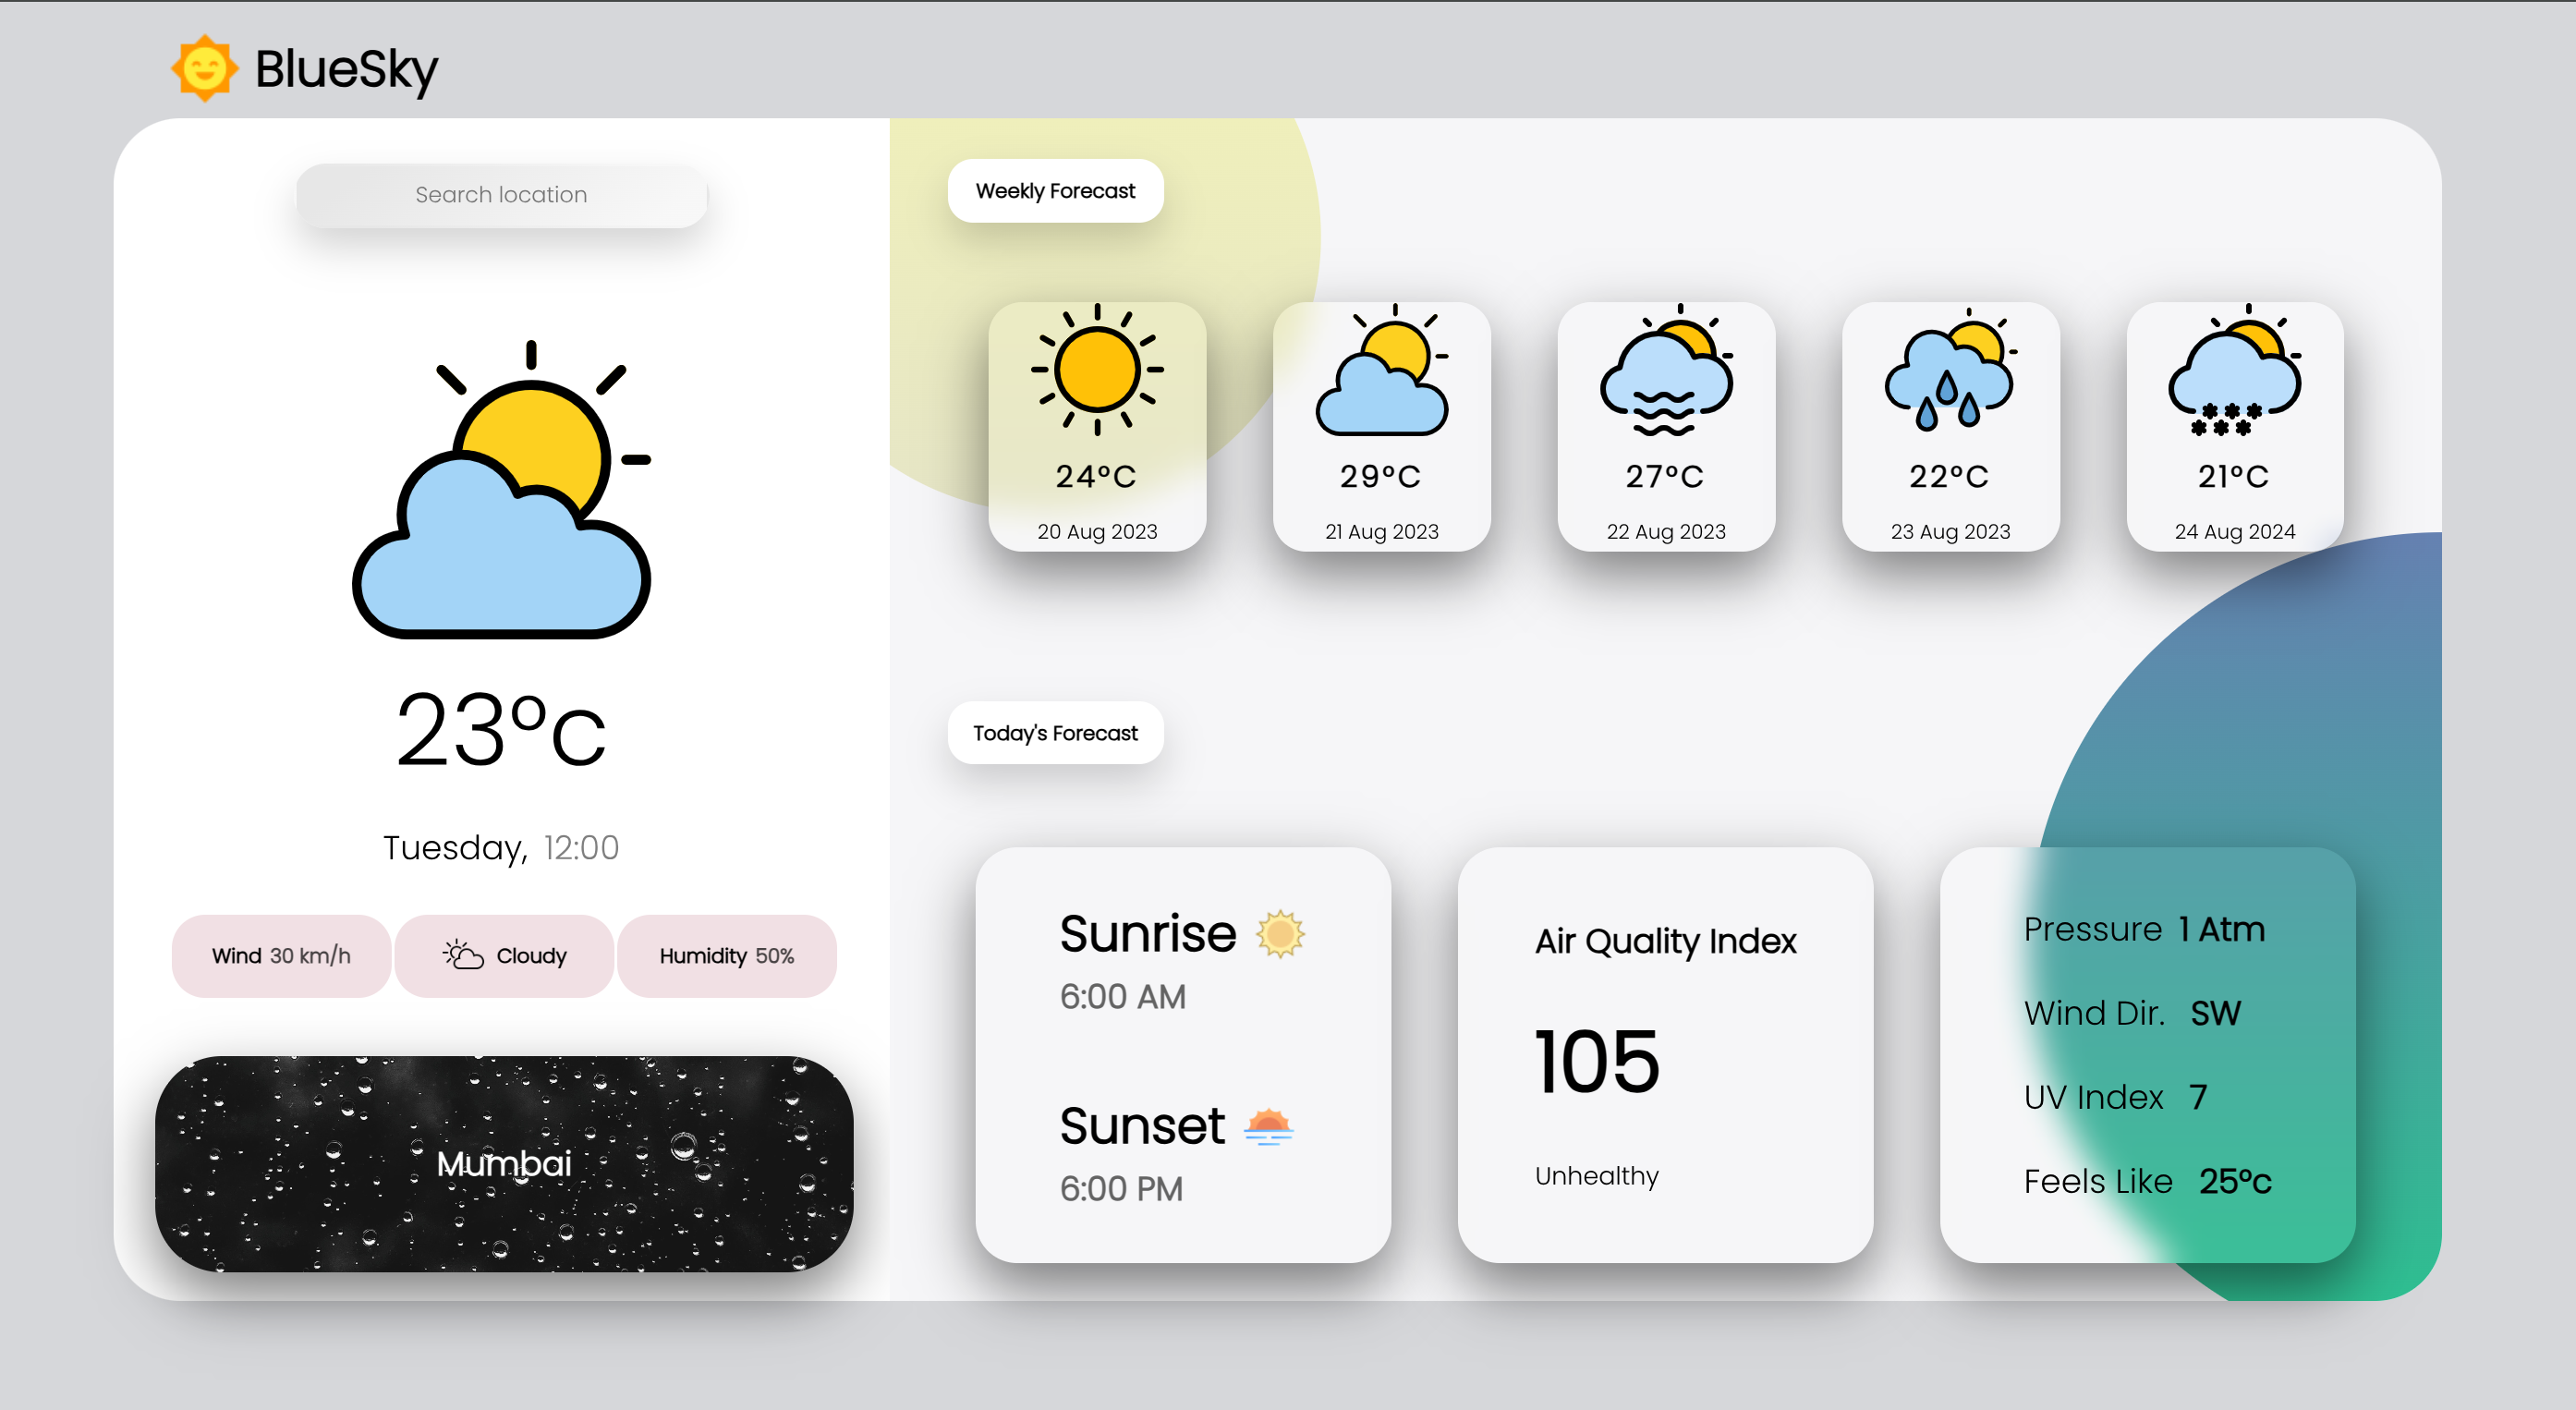 BlueSky
Search location
23°c
Tuesday, 12:00
Wind 30 km/h
Cloudy
Humidity 50%
Mumbai
Weekly Forecast
24°C
20 Aug 2023
29°C
21 Aug 2023
27°C
22 Aug 2023
22°C
23 Aug 2023
21°C
24 Aug 2024
Today's Forecast
Sunrise
6:00 AM
Sunset
6:00 PM
Air Quality Index
105
Unhealthy
Pressure 1 Atm
Wind Dir. SW
UV Index 7
Feels Like 25°c